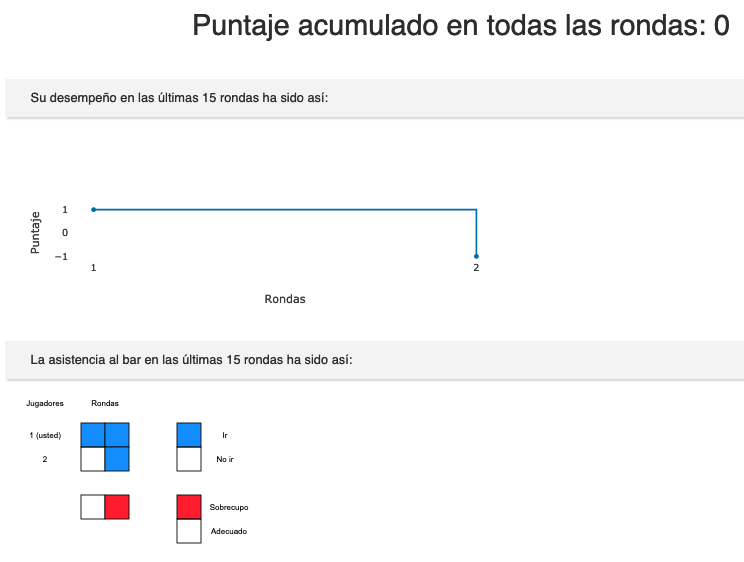 Puntaje acumulado en todas las rondas: 0
Su desempeño en las últimas 15 rondas ha sido así:
Puntaje
1
0
−1
1 2
Rondas
La asistencia al bar en las últimas 15 rondas ha sido así:
Jugadores Rondas
1 (usted) Ir
2 No ir
Sobrecupo
Adecuado